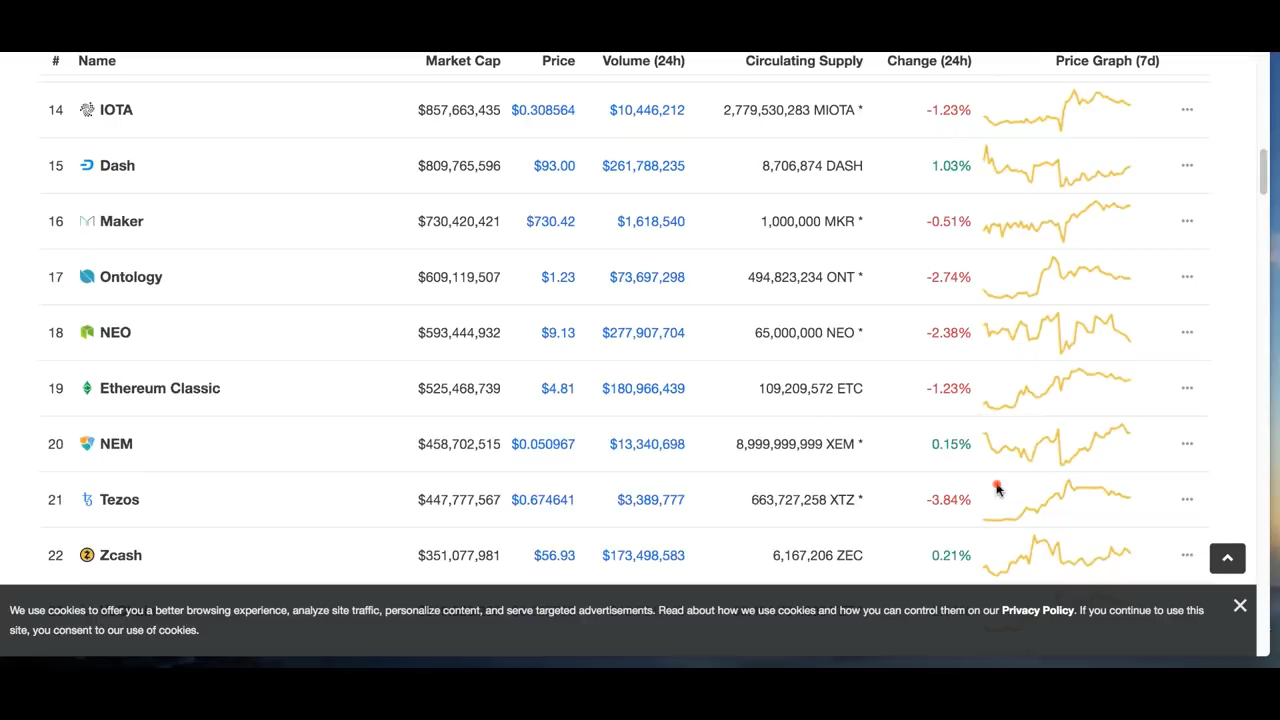 # Name Market Cap Price Volume (24h) Circulating Supply Change (24h) Price Graph (7d)
14 IOTA $857,663,435 $0.308564 $10,446,212 2,779,530,283 MIOTA * -1.23%
15 Dash $809,765,596 $93.00 $261,788,235 8,706,874 DASH 1.03%
16 Maker $730,420,421 $730.42 $1,618,540 1,000,000 MKR * -0.51%
17 Ontology $609,119,507 $1.23 $73,697,298 494,823,234 ONT * -2.74%
18 NEO $593,444,932 $9.13 $277,907,704 65,000,000 NEO * -2.38%
19 Ethereum Classic $525,468,739 $4.81 $180,966,439 109,209,572 ETC -1.23%
20 NEM $458,702,515 $0.050967 $13,340,698 8,999,999,999 XEM * 0.15%
21 Tezos $447,777,567 $0.674641 $3,389,777 663,727,258 XTZ * -3.84%
22 Zcash $351,077,981 $56.93 $173,498,583 6,167,206 ZEC 0.21%
We use cookies to offer you a better browsing experience, analyze site traffic, personalize content, and serve targeted advertisements. Read about how we use cookies and how you can control them on our Privacy Policy. If you continue to use this
site, you consent to our use of cookies.